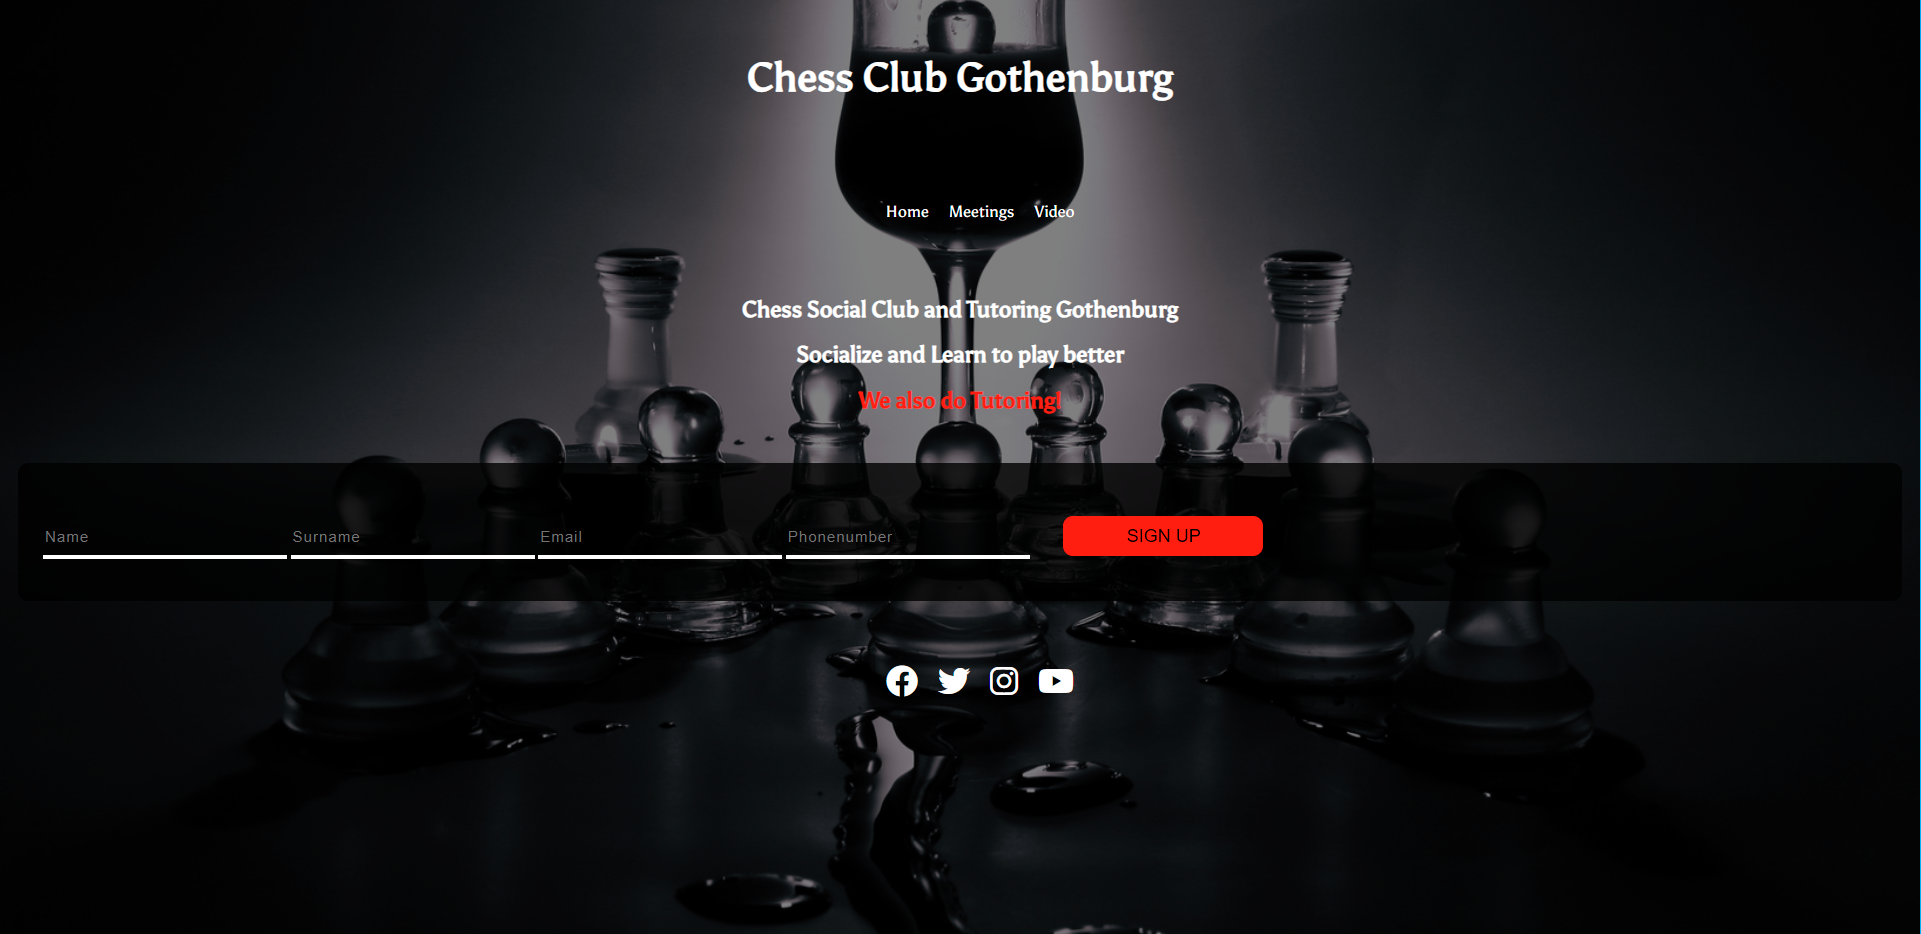 Chess Club Gothenburg
Home Meetings Video
Chess Social Club and Tutoring Gothenburg
Socialize and Learn to play better
We also do Tutoring!
Name Surname Email Phonenumber SIGN UP